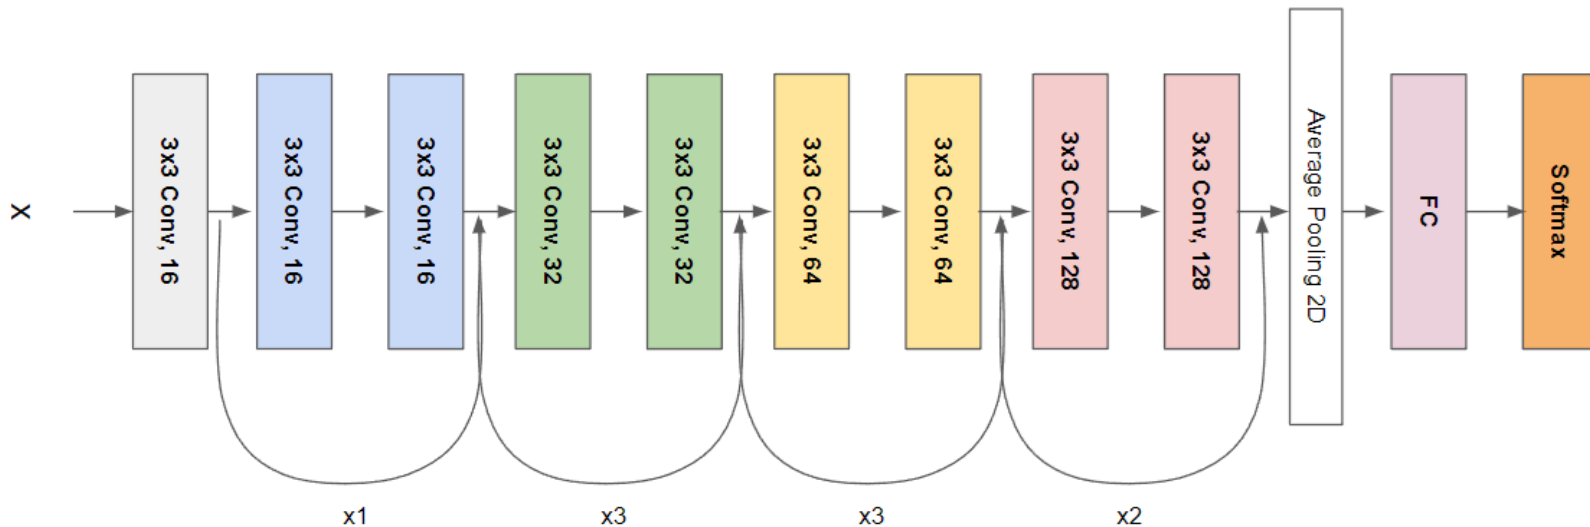 X
3x3 Conv, 16
3x3 Conv, 16
3x3 Conv, 16
3x3 Conv, 32
3x3 Conv, 32
3x3 Conv, 64
3x3 Conv, 64
3x3 Conv, 128
3x3 Conv, 128
Average Pooling 2D
FC
Softmax
x1
x3
x3
x2